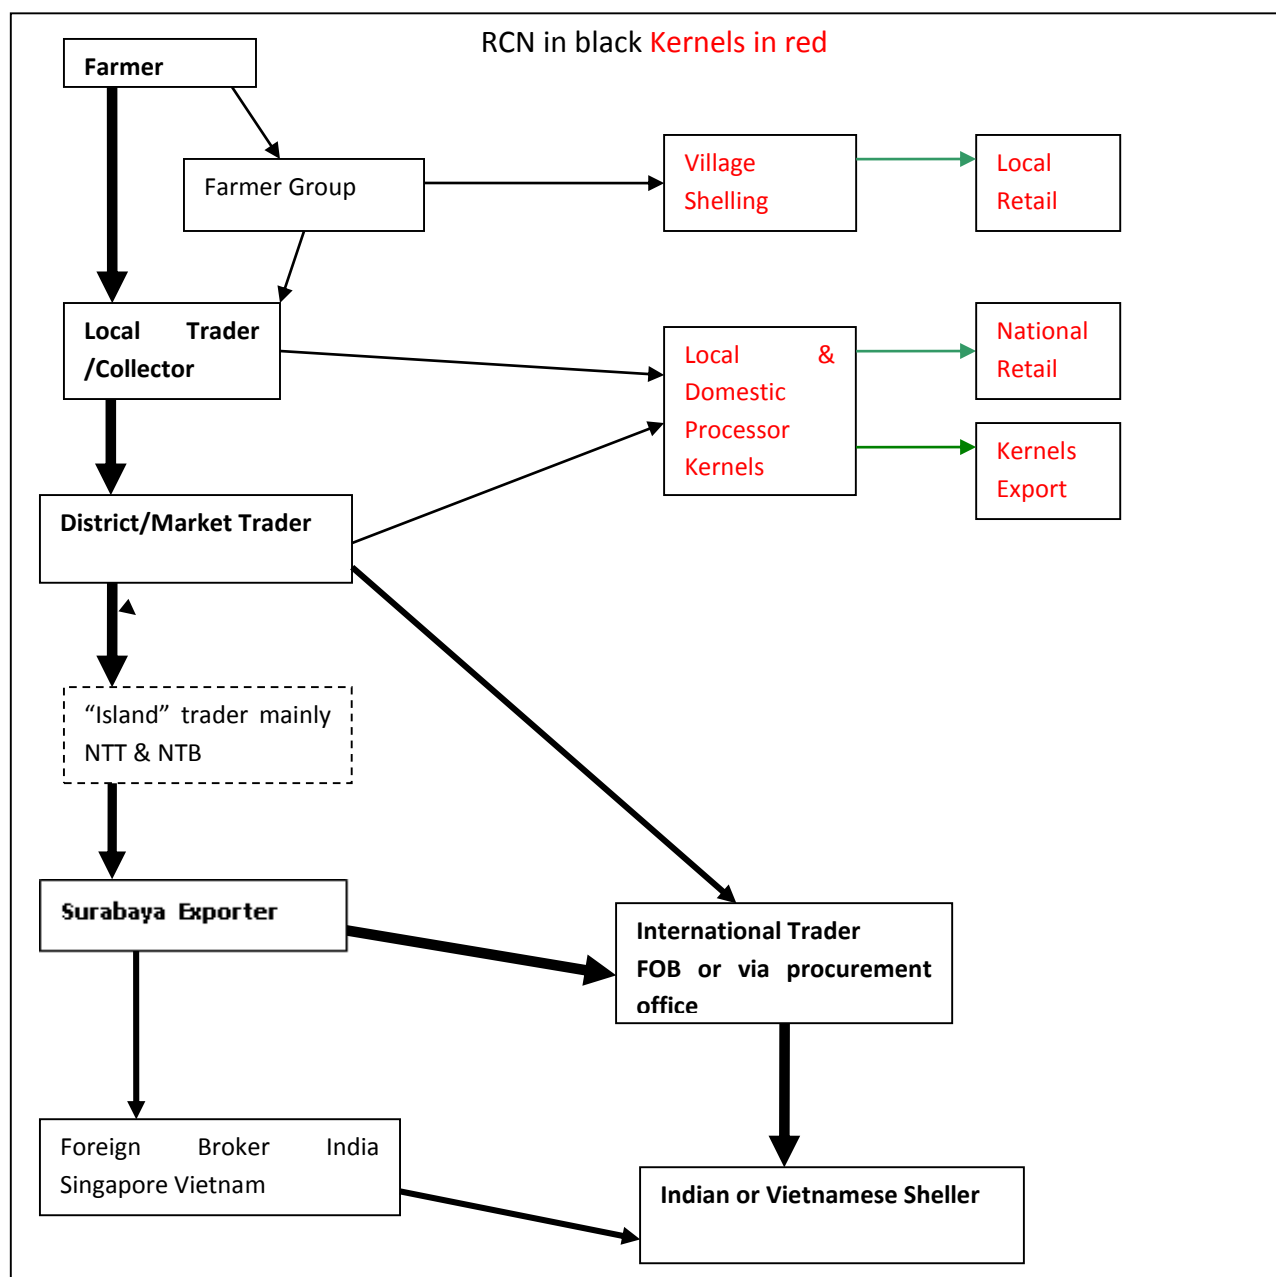 RCN in black Kernels in red
Farmer
Farmer Group
Village
Shelling
Local
Retail
Local Trader
/Collector
Local &
Domestic
Processor
Kernels
National
Retail
Kernels
Export
District/Market Trader
“Island” trader mainly
NTT & NTB
Surabaya Exporter
International Trader
FOB or via procurement
office
Foreign Broker India
Singapore Vietnam
Indian or Vietnamese Sheller